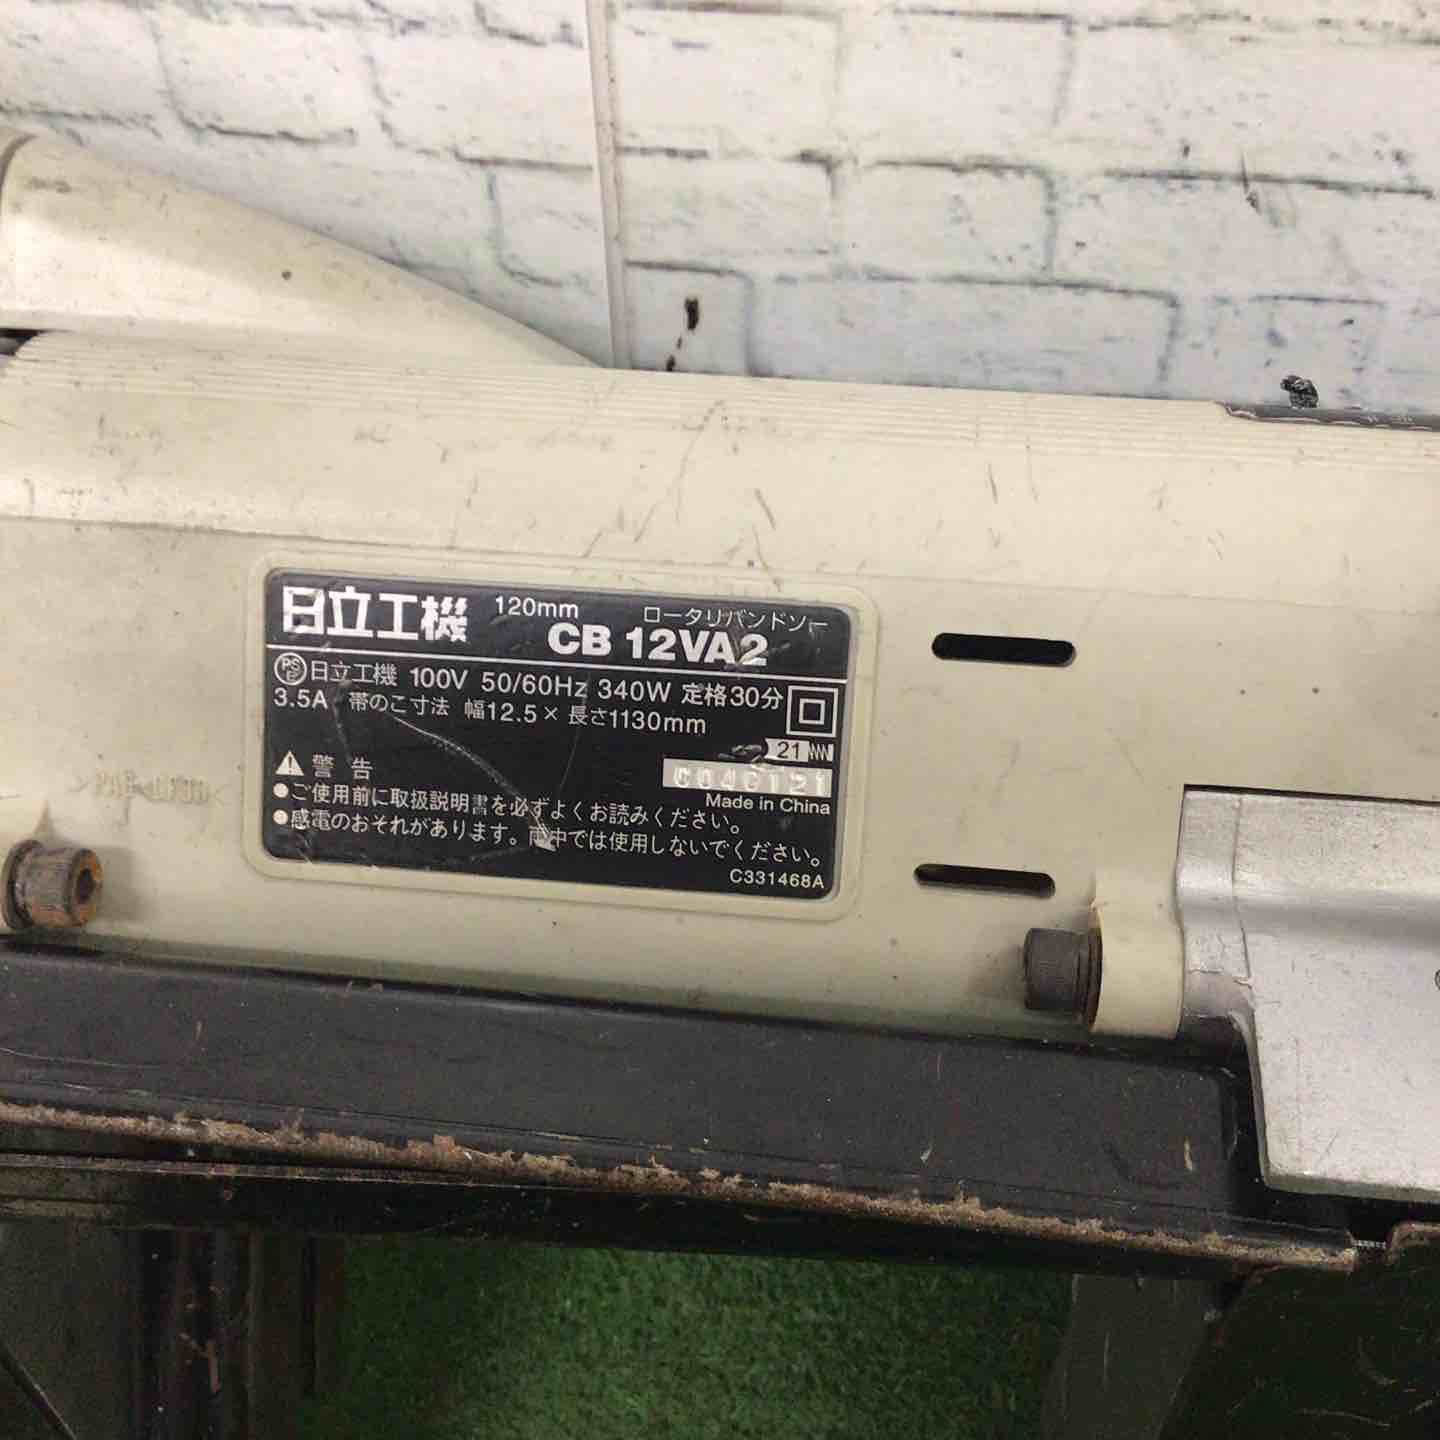 日立工機 120mm ロータリバンドソー
CB 12VA2
PS E 日立工機 100V 50/60Hz 340W 定格30分
3.5A 帯のこ寸法 幅12.5×長さ1130mm
21
C04C121
Made in China
警告
●ご使用前に取扱説明書を必ずよくお読みください。
●感電のおそれがあります。雨中では使用しないでください。
C331468A